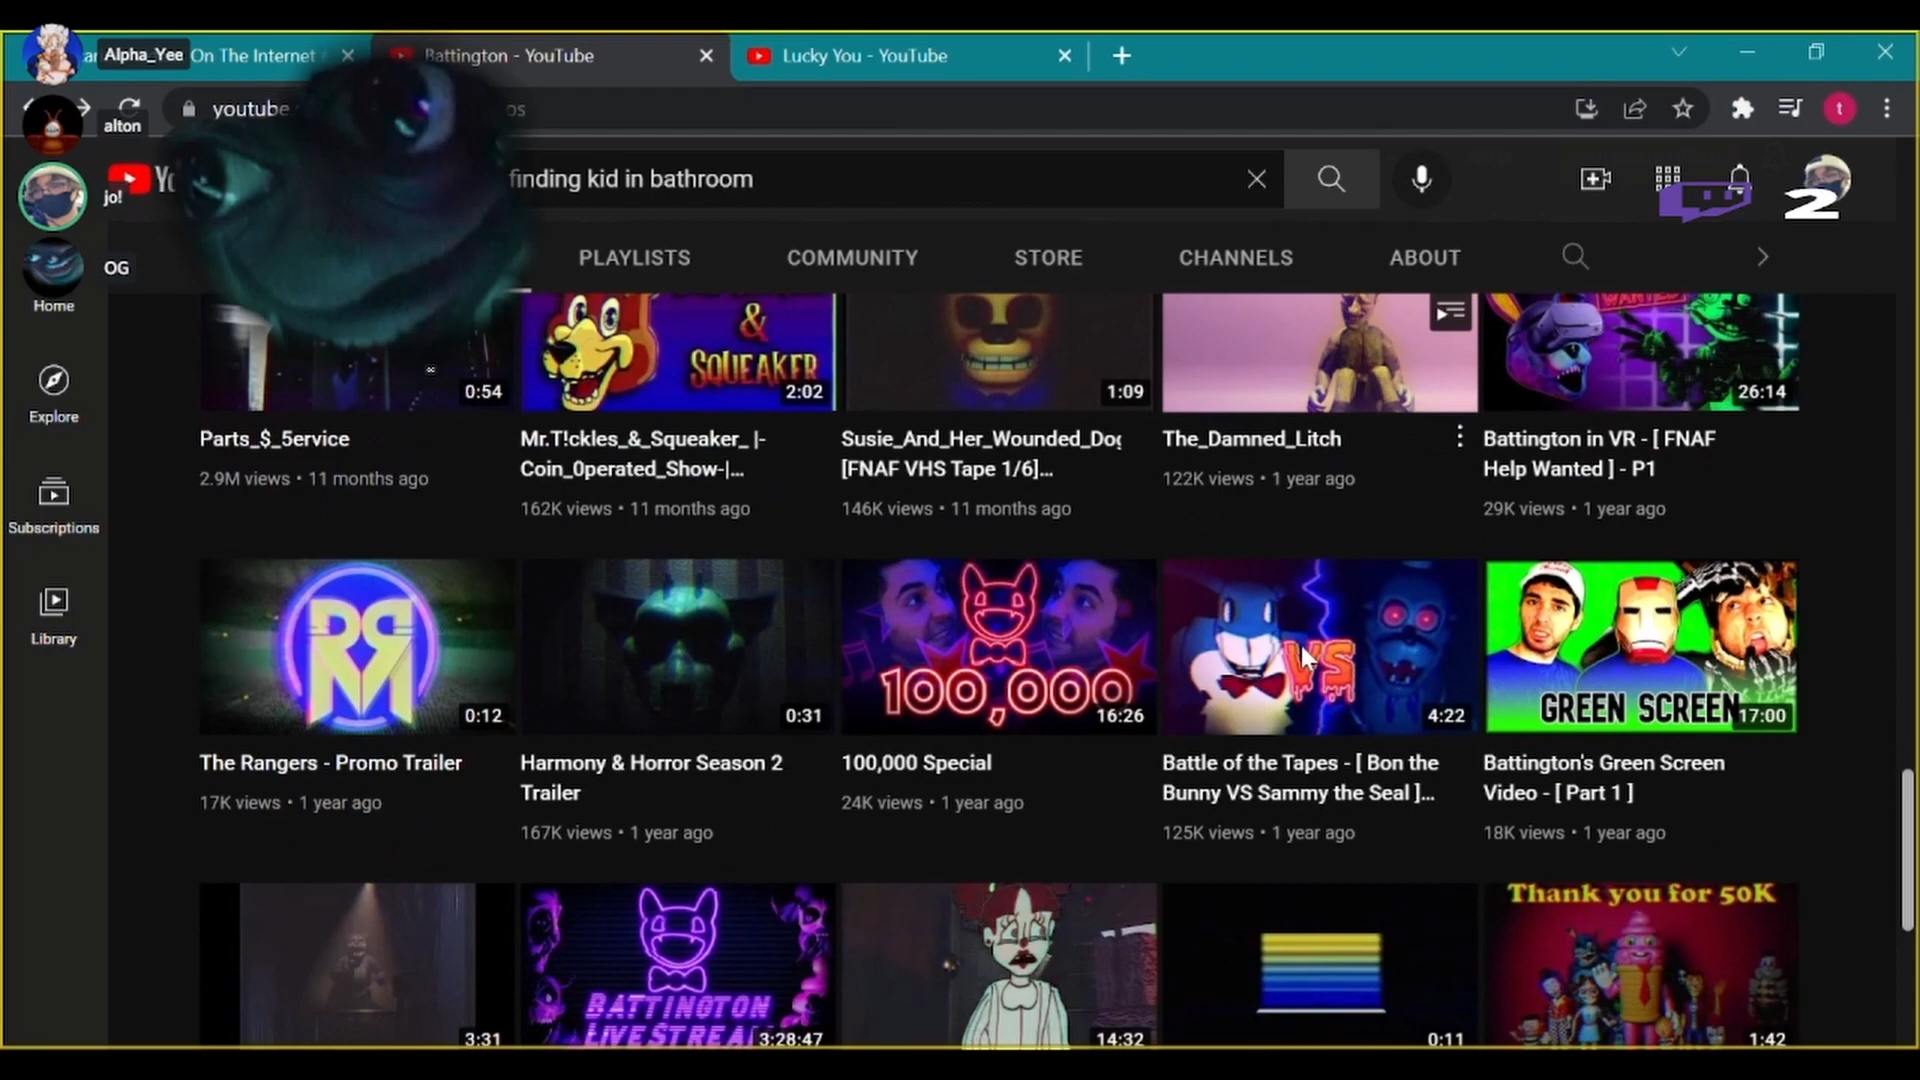 Alpha_Yee
On The Internet
Battington - YouTube
Lucky You - YouTube
alton
youtube
os
t
jo!
finding kid in bathroom
2
OG
Home
PLAYLISTS
COMMUNITY
STORE
CHANNELS
ABOUT
&
SQUEAKER
0:54
2:02
1:09
26:14
Explore
Parts_$_5ervice
2.9M views • 11 months ago
Mr.T!ckles_&_Squeaker_ |-
Coin_0perated_Show-|...
162K views • 11 months ago
Susie_And_Her_Wounded_Dog
[FNAF VHS Tape 1/6]...
146K views • 11 months ago
The_Damned_Litch
122K views • 1 year ago
Battington in VR - [ FNAF
Help Wanted ] - P1
29K views • 1 year ago
Subscriptions
Library
0:12
0:31
100,000
16:26
VS
4:22
GREEN SCREEN
17:00
The Rangers - Promo Trailer
17K views • 1 year ago
Harmony & Horror Season 2
Trailer
167K views • 1 year ago
100,000 Special
24K views • 1 year ago
Battle of the Tapes - [ Bon the
Bunny VS Sammy the Seal ]...
125K views • 1 year ago
Battington's Green Screen
Video - [ Part 1 ]
18K views • 1 year ago
3:31
BATTINGTON
LIVESTREA
3:28:47
14:32
0:11
Thank you for 50K
1:42